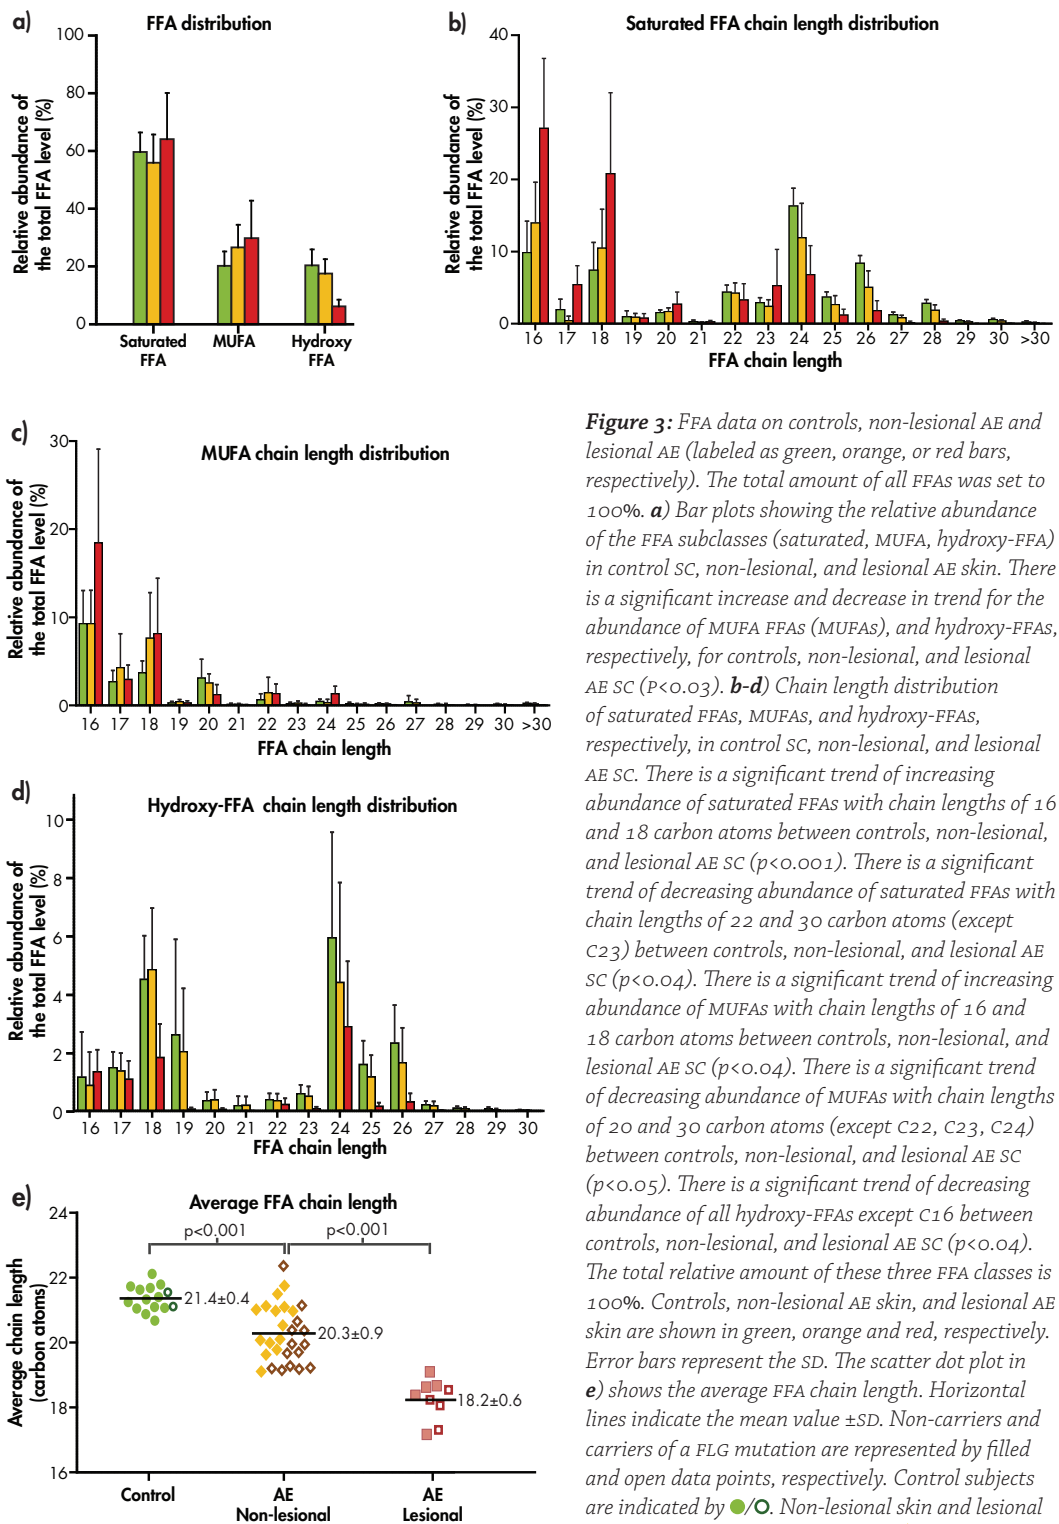 a)
FFA distribution
Relative abundance of
the total FFA level (%)
100
80
60
40
20
0
Saturated
FFA
MUFA
Hydroxy
FFA
b)
Saturated FFA chain length distribution
Relative abundance of
the total FFA level (%)
40
30
20
10
0
16 17 18 19 20 21 22 23 24 25 26 27 28 29 30 >30
FFA chain length
c)
MUFA chain length distribution
Relative abundance of
the total FFA level (%)
30
20
10
0
16 17 18 19 20 21 22 23 24 25 26 27 28 29 30 >30
FFA chain length
d)
Hydroxy-FFA chain length distribution
Relative abundance of
the total FFA level (%)
10
8
6
4
2
0
16 17 18 19 20 21 22 23 24 25 26 27 28 29 30
FFA chain length
e)
Average FFA chain length
Average chain length
(carbon atoms)
24
22
20
18
16
p<0.001
p<0.001
21.4±0.4
20.3±0.9
18.2±0.6
Control
AE
Non-lesional
AE
Lesional
Figure 3: FFA data on controls, non-lesional AE and
lesional AE (labeled as green, orange, or red bars,
respectively). The total amount of all FFAs was set to
100%. a) Bar plots showing the relative abundance
of the FFA subclasses (saturated, MUFA, hydroxy-FFA)
in control SC, non-lesional, and lesional AE skin. There
is a significant increase and decrease in trend for the
abundance of MUFA FFAs (MUFAs), and hydroxy-FFAs,
respectively, for controls, non-lesional, and lesional
AE SC (P<0.03). b-d) Chain length distribution
of saturated FFAs, MUFAs, and hydroxy-FFAs,
respectively, in control SC, non-lesional, and lesional
AE SC. There is a significant trend of increasing
abundance of saturated FFAs with chain lengths of 16
and 18 carbon atoms between controls, non-lesional,
and lesional AE SC (p<0.001). There is a significant
trend of decreasing abundance of saturated FFAs with
chain lengths of 22 and 30 carbon atoms (except
C23) between controls, non-lesional, and lesional AE
SC (p<0.04). There is a significant trend of increasing
abundance of MUFAs with chain lengths of 16 and
18 carbon atoms between controls, non-lesional, and
lesional AE SC (p<0.04). There is a significant trend
of decreasing abundance of MUFAs with chain lengths
of 20 and 30 carbon atoms (except C22, C23, C24)
between controls, non-lesional, and lesional AE SC
(p<0.05). There is a significant trend of decreasing
abundance of all hydroxy-FFAs except C16 between
controls, non-lesional, and lesional AE SC (p<0.04).
The total relative amount of these three FFA classes is
100%. Controls, non-lesional AE skin, and lesional AE
skin are shown in green, orange and red, respectively.
Error bars represent the SD. The scatter dot plot in
e) shows the average FFA chain length. Horizontal
lines indicate the mean value ±SD. Non-carriers and
carriers of a FLG mutation are represented by filled
and open data points, respectively. Control subjects
are indicated by ●/○. Non-lesional skin and lesional